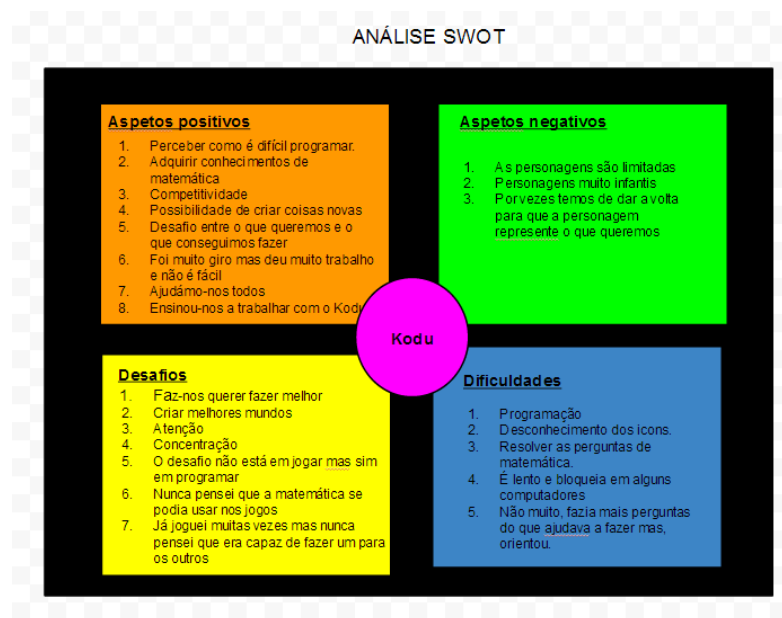 ANÁLISE SWOT
Aspetos positivos
1. Perceber como é difícil programar.
2. Adquirir conhecimentos de
matemática
3. Competitividade
4. Possibilidade de criar coisas novas
5. Desafio entre o que queremos e o
que conseguimos fazer
6. Foi muito giro mas deu muito trabalho
e não é fácil
7. Ajudámo-nos todos
8. Ensinou-nos a trabalhar com o Kodu
Aspetos negativos
1. As personagens são limitadas
2. Personagens muito infantis
3. Por vezes temos de dar a volta
para que a personagem
represente o que queremos
Kodu
Desafios
1. Faz-nos querer fazer melhor
2. Criar melhores mundos
3. Atenção
4. Concentração
5. O desafio não está em jogar mas sim
em programar
6. Nunca pensei que a matemática se
podia usar nos jogos
7. Já joguei muitas vezes mas nunca
pensei que era capaz de fazer um para
os outros
Dificuldades
1. Programação
2. Desconhecimento dos icons.
3. Resolver as perguntas de
matemática.
4. É lento e bloqueia em alguns
computadores
5. Não muito, fazia mais perguntas
do que ajudava a fazer mas,
orientou.